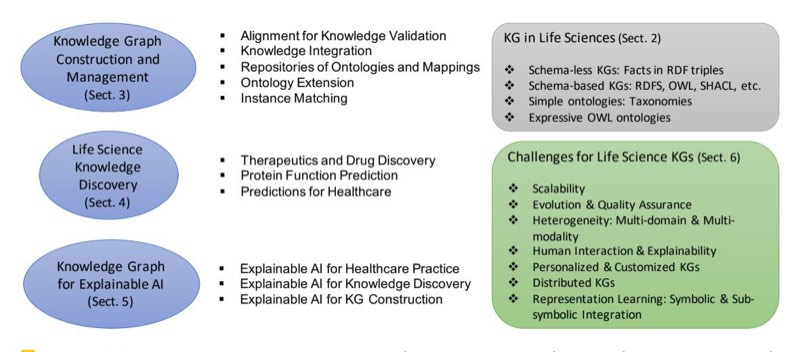 Knowledge Graph
Construction and
Management
(Sect. 3)
Alignment for Knowledge Validation
Knowledge Integration
Repositories of Ontologies and Mappings
Ontology Extension
Instance Matching
Life Science
Knowledge
Discovery
(Sect. 4)
Therapeutics and Drug Discovery
Protein Function Prediction
Predictions for Healthcare
Knowledge Graph
for Explainable AI
(Sect. 5)
Explainable AI for Healthcare Practice
Explainable AI for Knowledge Discovery
Explainable AI for KG Construction
KG in Life Sciences (Sect. 2)
Schema-less KGs: Facts in RDF triples
Schema-based KGs: RDFS, OWL, SHACL, etc.
Simple ontologies: Taxonomies
Expressive OWL ontologies
Challenges for Life Science KGs (Sect. 6)
Scalability
Evolution & Quality Assurance
Heterogeneity: Multi-domain & Multi-
modality
Human Interaction & Explainability
Personalized & Customized KGs
Distributed KGs
Representation Learning: Symbolic & Sub-
symbolic Integration